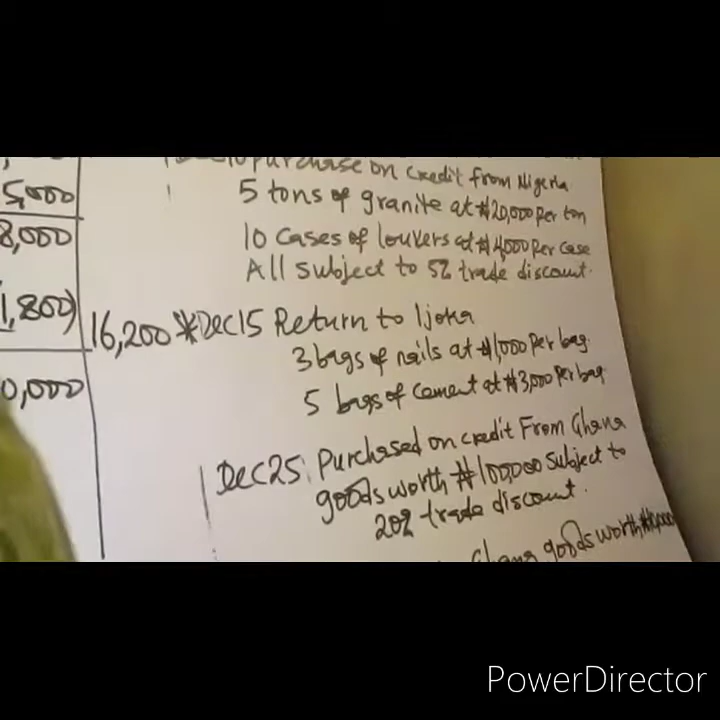 5,000
8,000
1,800)
16,200
0,000
purchase on credit from Nigeria
5 tons of granite at ₦20,000 per ton
10 cases of louvers at ₦4,000 per case
All subject to 5% trade discount.
*Dec15 Return to Ijoka
3 bags of nails at ₦1,000 per bag
5 bags of cement at ₦3,000 per bag
Dec25: Purchased on credit From Ghana
goods worth ₦100,000 subject to
20% trade discount.
Ghana goods worth
PowerDirector